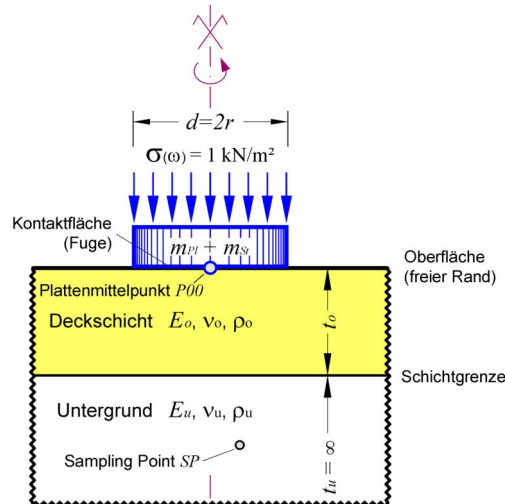 d=2r
σ(ω) = 1 kN/m²
Kontaktfläche
(Fuge)
mPl + mSt
Oberfläche
(freier Rand)
Plattenmittelpunkt P00
Deckschicht Eo, νo, ρo
to
Schichtgrenze
Untergrund Eu, νu, ρu
Sampling Point SP
tu = ∞